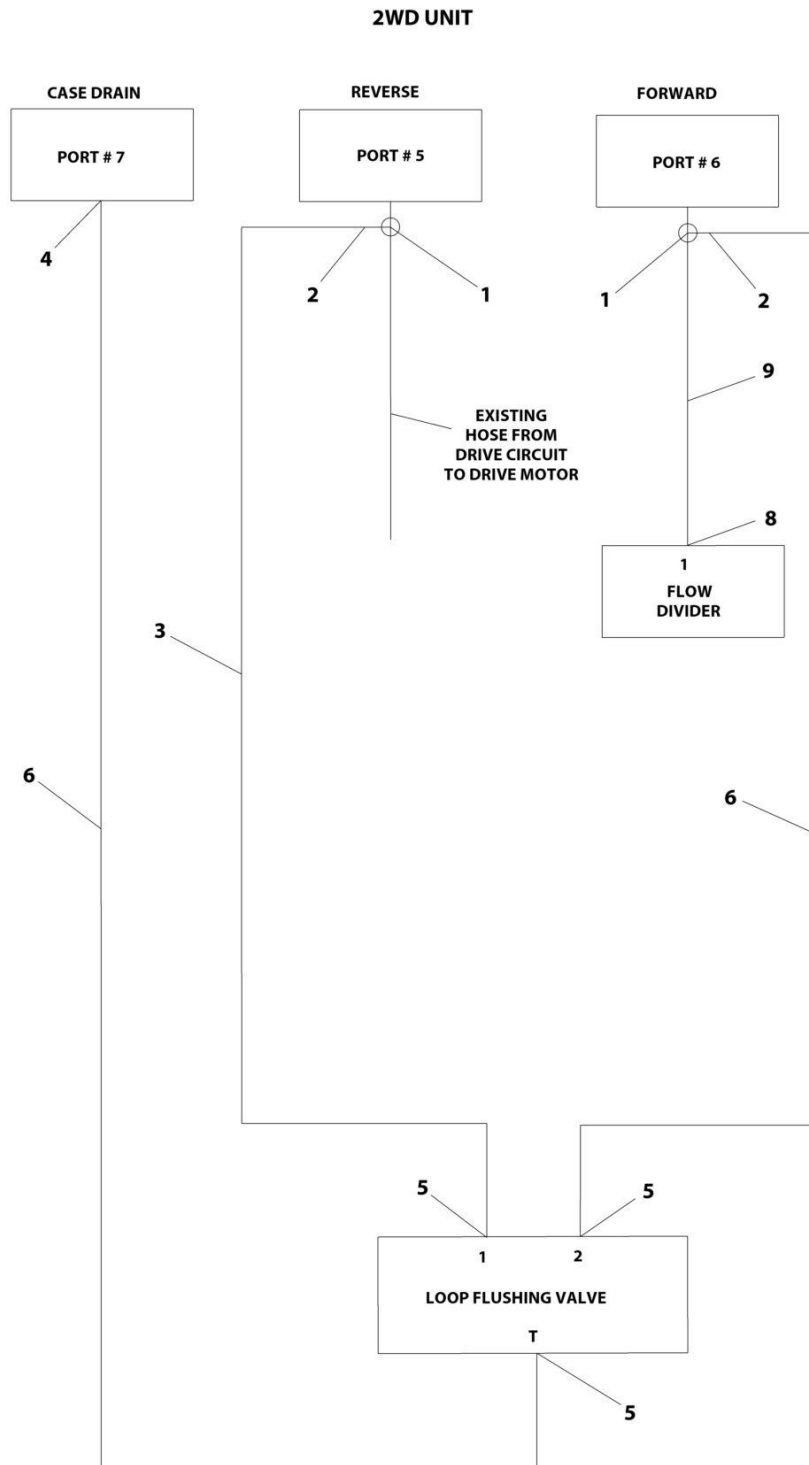 2WD UNIT
CASE DRAIN
REVERSE
FORWARD
PORT # 7
PORT # 5
PORT # 6
4
2
1
1
2
9
EXISTING
HOSE FROM
DRIVE CIRCUIT
TO DRIVE MOTOR
8
1
FLOW
DIVIDER
3
6
6
5
5
1
2
LOOP FLUSHING VALVE
T
5